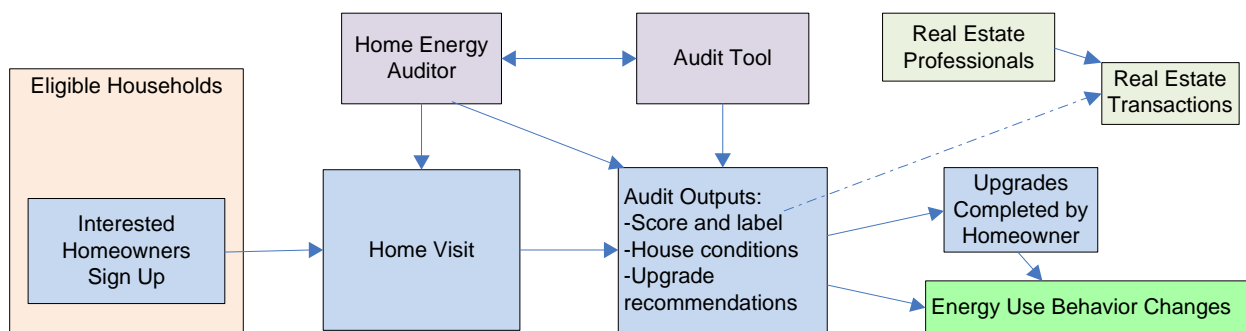 Eligible Households
Interested
Homeowners
Sign Up
Home Energy
Auditor
Audit Tool
Home Visit
Audit Outputs:
-Score and label
-House conditions
-Upgrade
recommendations
Real Estate
Professionals
Real Estate
Transactions
Upgrades
Completed by
Homeowner
Energy Use Behavior Changes